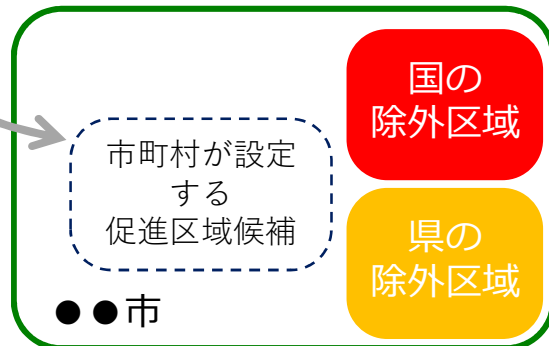 国の
除外区域
市町村が設定
する
促進区域候補
県の
除外区域
●●市